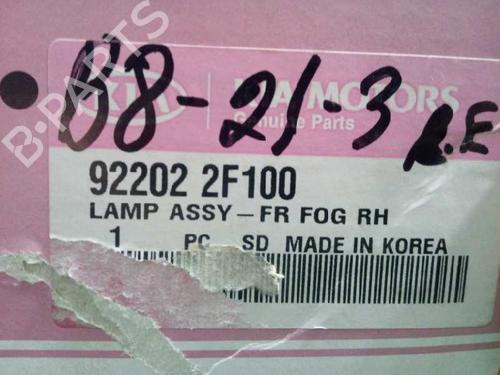 B8-21-3 R.E
KIA KIA MOTORS
Genuine Parts
92202 2F100
LAMP ASSY-FR FOG RH
1 PC SD MADE IN KOREA
B-PARTS